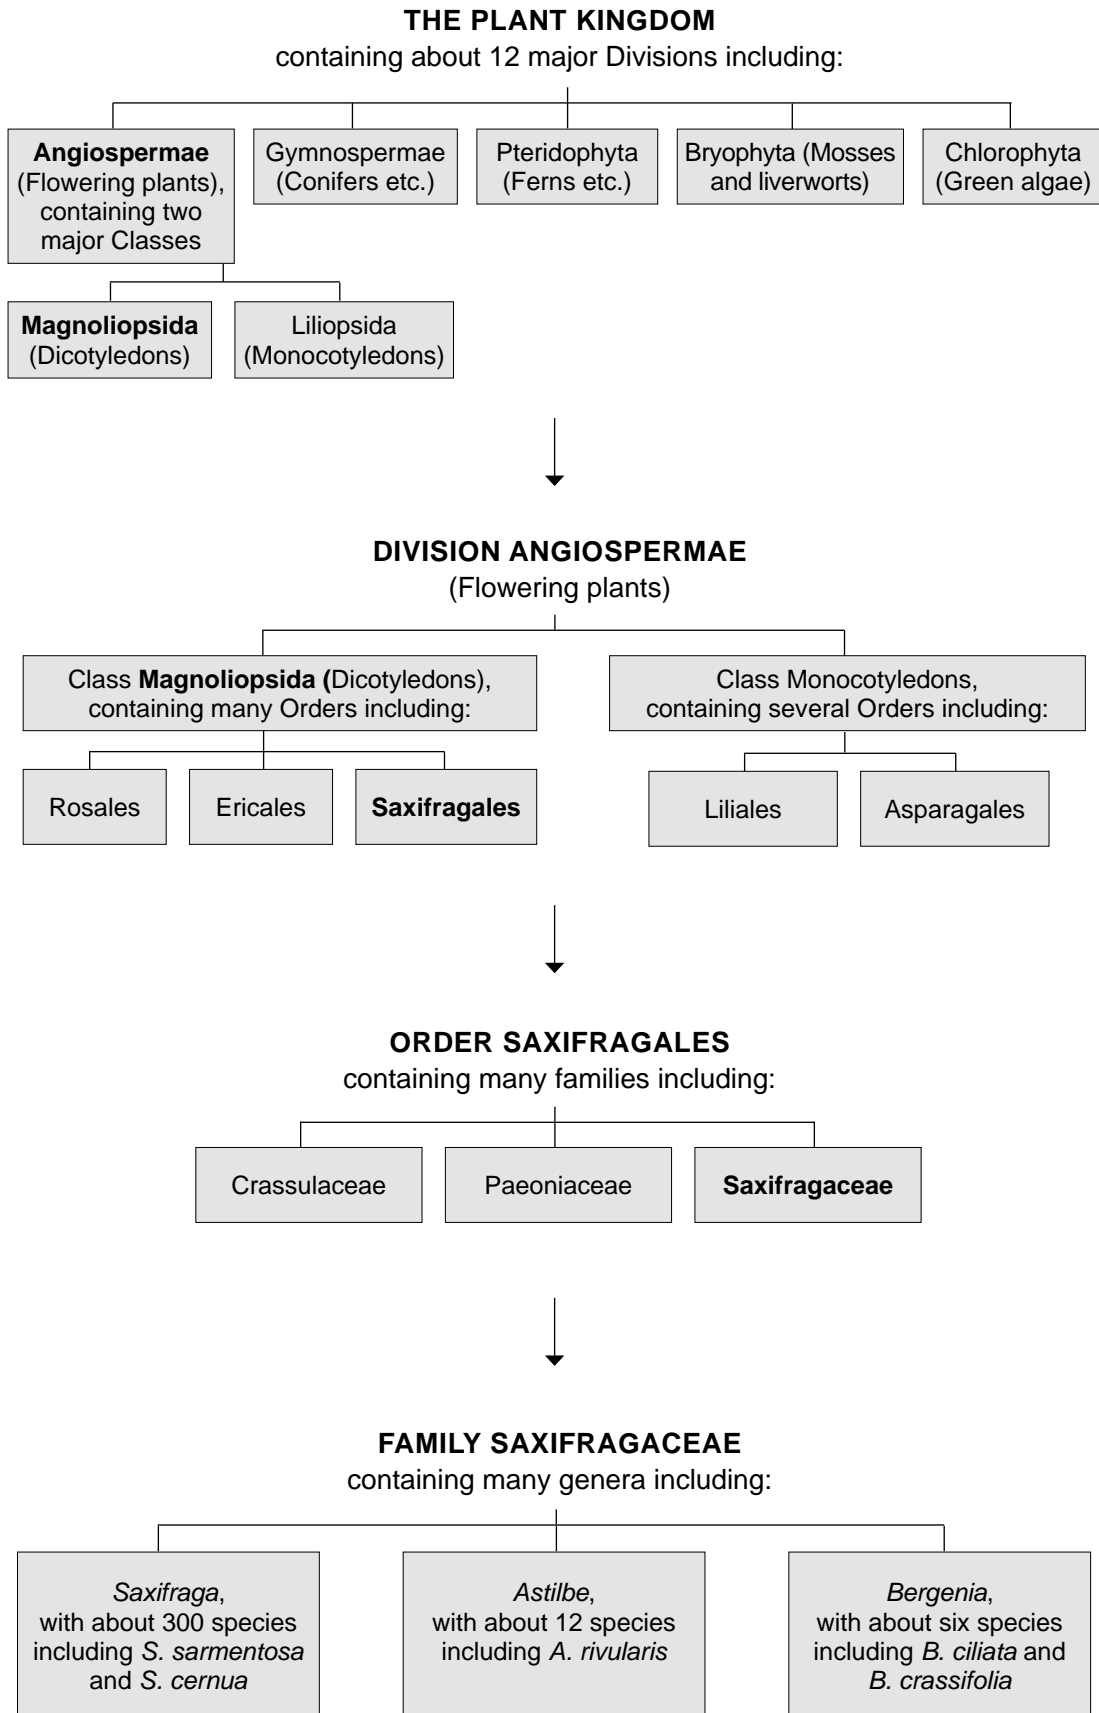 THE PLANT KINGDOM
containing about 12 major Divisions including:
Angiospermae
(Flowering plants),
containing two
major Classes
Gymnospermae
(Conifers etc.)
Pteridophyta
(Ferns etc.)
Bryophyta (Mosses
and liverworts)
Chlorophyta
(Green algae)
Magnoliopsida
(Dicotyledons)
Liliopsida
(Monocotyledons)
DIVISION ANGIOSPERMAE
(Flowering plants)
Class Magnoliopsida (Dicotyledons),
containing many Orders including:
Class Monocotyledons,
containing several Orders including:
Rosales
Ericales
Saxifragales
Liliales
Asparagales
ORDER SAXIFRAGALES
containing many families including:
Crassulaceae
Paeoniaceae
Saxifragaceae
FAMILY SAXIFRAGACEAE
containing many genera including:
Saxifraga,
with about 300 species
including S. sarmentosa
and S. cernua
Astilbe,
with about 12 species
including A. rivularis
Bergenia,
with about six species
including B. ciliata and
B. crassifolia